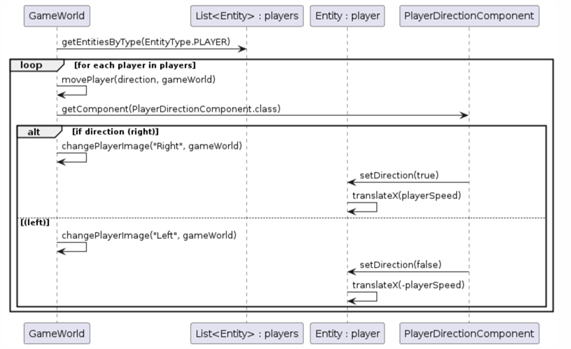 GameWorld
List<Entity> : players
Entity : player
PlayerDirectionComponent
getEntitiesByType(EntityType.PLAYER)
loop
[for each player in players]
movePlayer(direction, gameWorld)
getComponent(PlayerDirectionComponent.class)
alt
[if direction (right)]
changePlayerImage("Right", gameWorld)
setDirection(true)
translateX(playerSpeed)
[(left)]
changePlayerImage("Left", gameWorld)
setDirection(false)
translateX(-playerSpeed)
GameWorld
List<Entity> : players
Entity : player
PlayerDirectionComponent